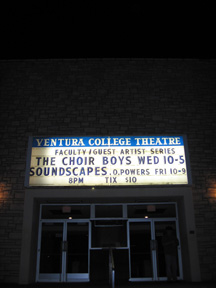 VENTURA COLLEGE THEATRE
FACULTY/GUEST ARTIST SERIES
THE CHOIR BOYS WED 10-5
SOUNDSCAPES. O.POWERS FRI 10-9
8PM TIX $10